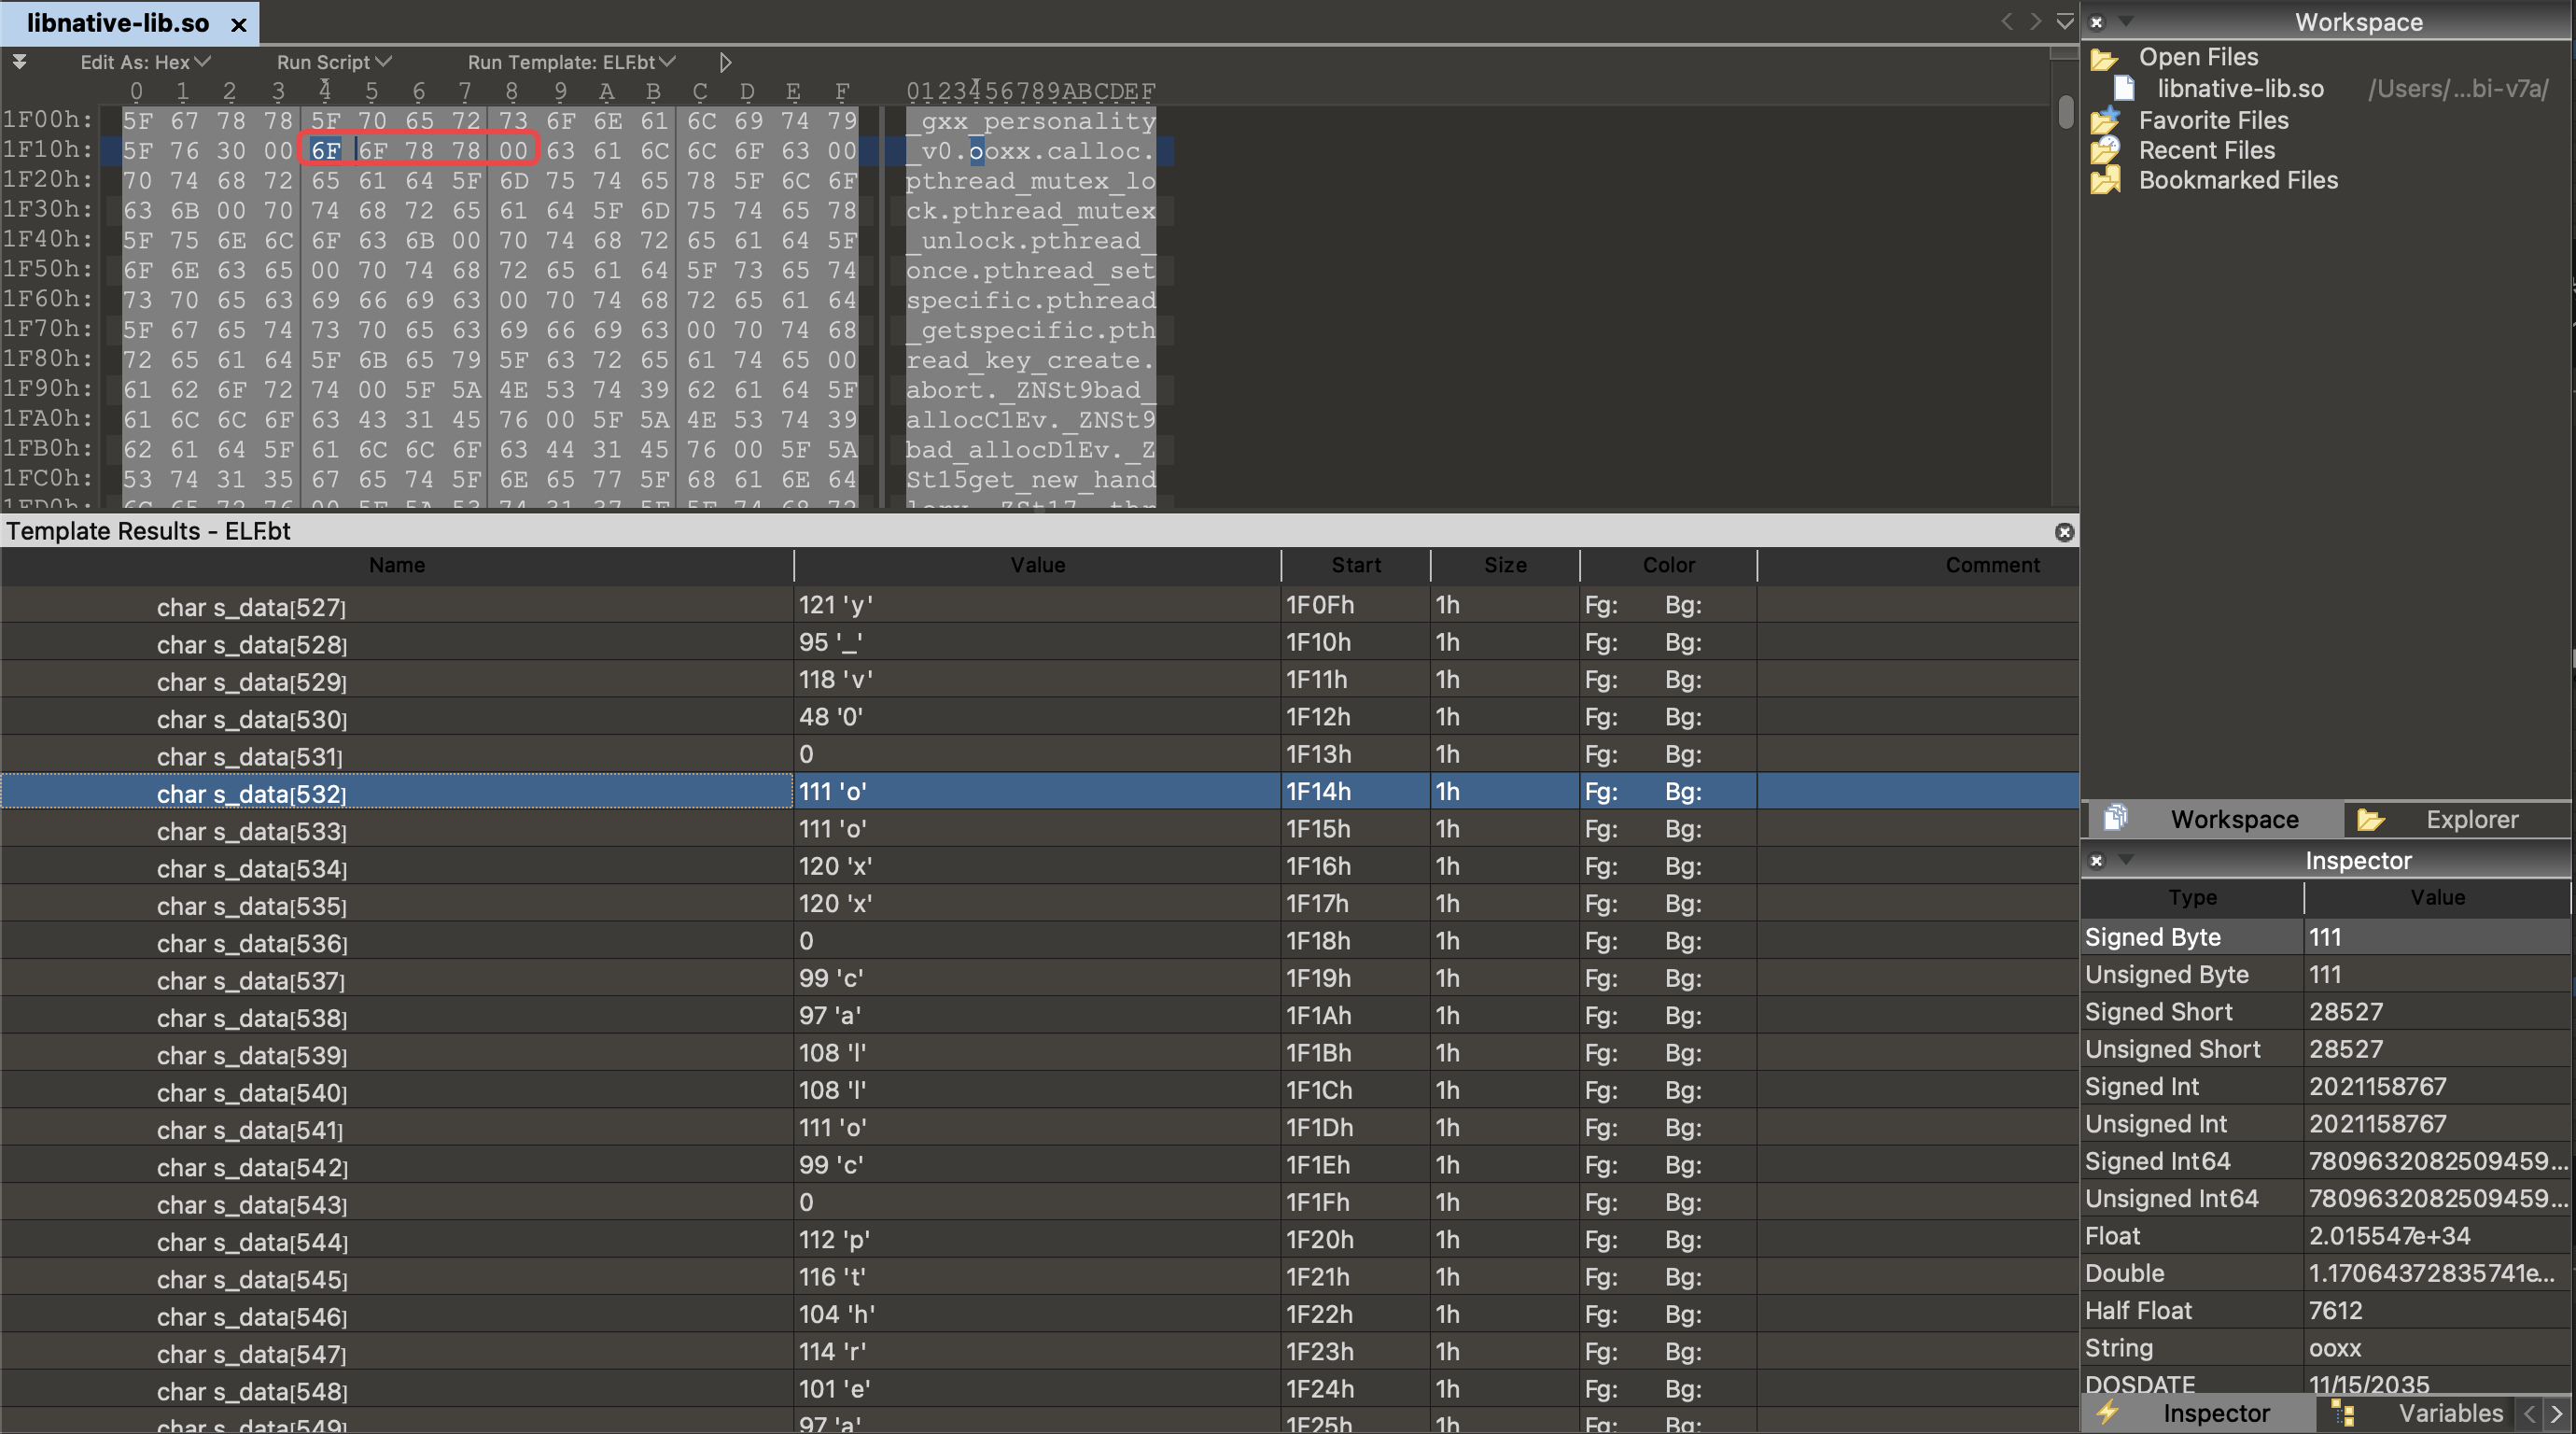 libnative-lib.so ×
Edit As: Hex Run Script Run Template: ELF.bt
0 1 2 3 4 5 6 7 8 9 A B C D E F 0123456789ABCDEF
1F00h: 5F 67 78 78 5F 70 65 72 73 6F 6E 61 6C 69 74 79 _gxx_personality
1F10h: 5F 76 30 00 6F 6F 78 78 00 63 61 6C 6C 6F 63 00 _v0.ooxx.calloc.
1F20h: 70 74 68 72 65 61 64 5F 6D 75 74 65 78 5F 6C 6F pthread_mutex_lo
1F30h: 63 6B 00 70 74 68 72 65 61 64 5F 6D 75 74 65 78 ck.pthread_mutex
1F40h: 5F 75 6E 6C 6F 63 6B 00 70 74 68 72 65 61 64 5F _unlock.pthread_
1F50h: 6F 6E 63 65 00 70 74 68 72 65 61 64 5F 73 65 74 once.pthread_set
1F60h: 73 70 65 63 69 66 69 63 00 70 74 68 72 65 61 64 specific.pthread
1F70h: 5F 67 65 74 73 70 65 63 69 66 69 63 00 70 74 68 _getspecific.pth
1F80h: 72 65 61 64 5F 6B 65 79 5F 63 72 65 61 74 65 00 read_key_create.
1F90h: 61 62 6F 72 74 00 5F 5A 4E 53 74 39 62 61 64 5F abort._ZNSt9bad_
1FA0h: 61 6C 6C 6F 63 43 31 45 76 00 5F 5A 4E 53 74 39 allocC1Ev._ZNSt9
1FB0h: 62 61 64 5F 61 6C 6C 6F 63 44 31 45 76 00 5F 5A bad_allocD1Ev._Z
1FC0h: 53 74 31 35 67 65 74 5F 6E 65 77 5F 68 61 6E 64 St15get_new_hand
Template Results - ELF.bt
Name Value Start Size Color Comment
char s_data[527] 121 'y' 1F0Fh 1h Fg: Bg:
char s_data[528] 95 '_' 1F10h 1h Fg: Bg:
char s_data[529] 118 'v' 1F11h 1h Fg: Bg:
char s_data[530] 48 '0' 1F12h 1h Fg: Bg:
char s_data[531] 0 1F13h 1h Fg: Bg:
char s_data[532] 111 'o' 1F14h 1h Fg: Bg:
char s_data[533] 111 'o' 1F15h 1h Fg: Bg:
char s_data[534] 120 'x' 1F16h 1h Fg: Bg:
char s_data[535] 120 'x' 1F17h 1h Fg: Bg:
char s_data[536] 0 1F18h 1h Fg: Bg:
char s_data[537] 99 'c' 1F19h 1h Fg: Bg:
char s_data[538] 97 'a' 1F1Ah 1h Fg: Bg:
char s_data[539] 108 'l' 1F1Bh 1h Fg: Bg:
char s_data[540] 108 'l' 1F1Ch 1h Fg: Bg:
char s_data[541] 111 'o' 1F1Dh 1h Fg: Bg:
char s_data[542] 99 'c' 1F1Eh 1h Fg: Bg:
char s_data[543] 0 1F1Fh 1h Fg: Bg:
char s_data[544] 112 'p' 1F20h 1h Fg: Bg:
char s_data[545] 116 't' 1F21h 1h Fg: Bg:
char s_data[546] 104 'h' 1F22h 1h Fg: Bg:
char s_data[547] 114 'r' 1F23h 1h Fg: Bg:
char s_data[548] 101 'e' 1F24h 1h Fg: Bg:
char s_data[549] 97 'a' 1F25h 1h Fg: Bg:
Workspace
Open Files
libnative-lib.so /Users/...bi-v7a/
Favorite Files
Recent Files
Bookmarked Files
Workspace Explorer
Inspector
Type Value
Signed Byte 111
Unsigned Byte 111
Signed Short 28527
Unsigned Short 28527
Signed Int 2021158767
Unsigned Int 2021158767
Signed Int64 7809632082509459...
Unsigned Int64 7809632082509459...
Float 2.015547e+34
Double 1.17064372835741e...
Half Float 7612
String ooxx
DOSDATE 11/15/2035
Inspector Variables